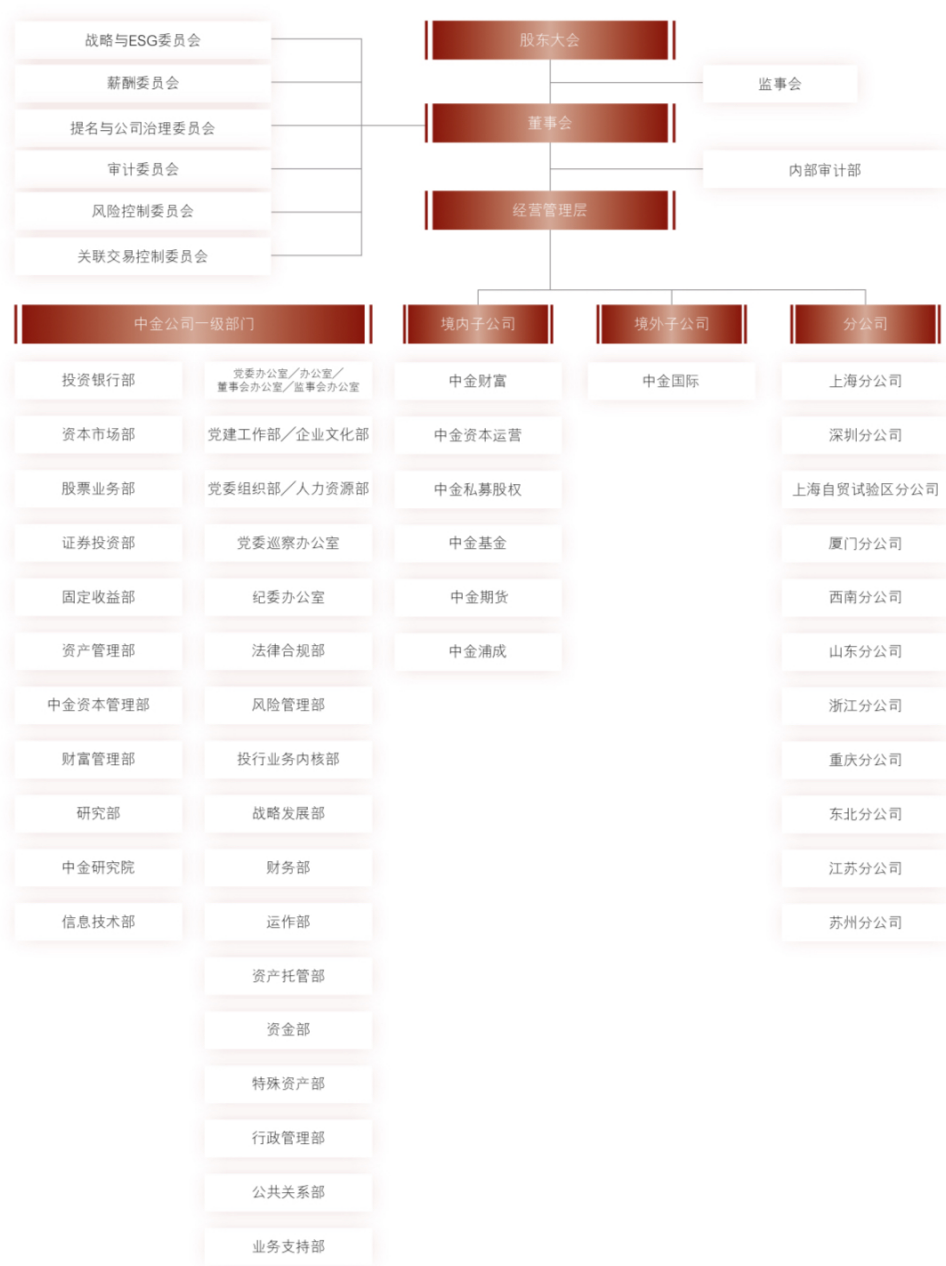 战略与ESG委员会
薪酬委员会
提名与公司治理委员会
审计委员会
风险控制委员会
关联交易控制委员会
股东大会
监事会
董事会
内部审计部
经营管理层
中金公司一级部门
投资银行部
资本市场部
股票业务部
证券投资部
固定收益部
资产管理部
中金资本管理部
财富管理部
研究部
中金研究院
信息技术部
党委办公室／办公室／
董事会办公室／监事会办公室
党建工作部／企业文化部
党委组织部／人力资源部
党委巡察办公室
纪委办公室
法律合规部
风险管理部
投行业务内核部
战略发展部
财务部
运作部
资产托管部
资金部
特殊资产部
行政管理部
公共关系部
业务支持部
境内子公司
中金财富
中金资本运营
中金私募股权
中金基金
中金期货
中金浦成
境外子公司
中金国际
分公司
上海分公司
深圳分公司
上海自贸试验区分公司
厦门分公司
西南分公司
山东分公司
浙江分公司
重庆分公司
东北分公司
江苏分公司
苏州分公司